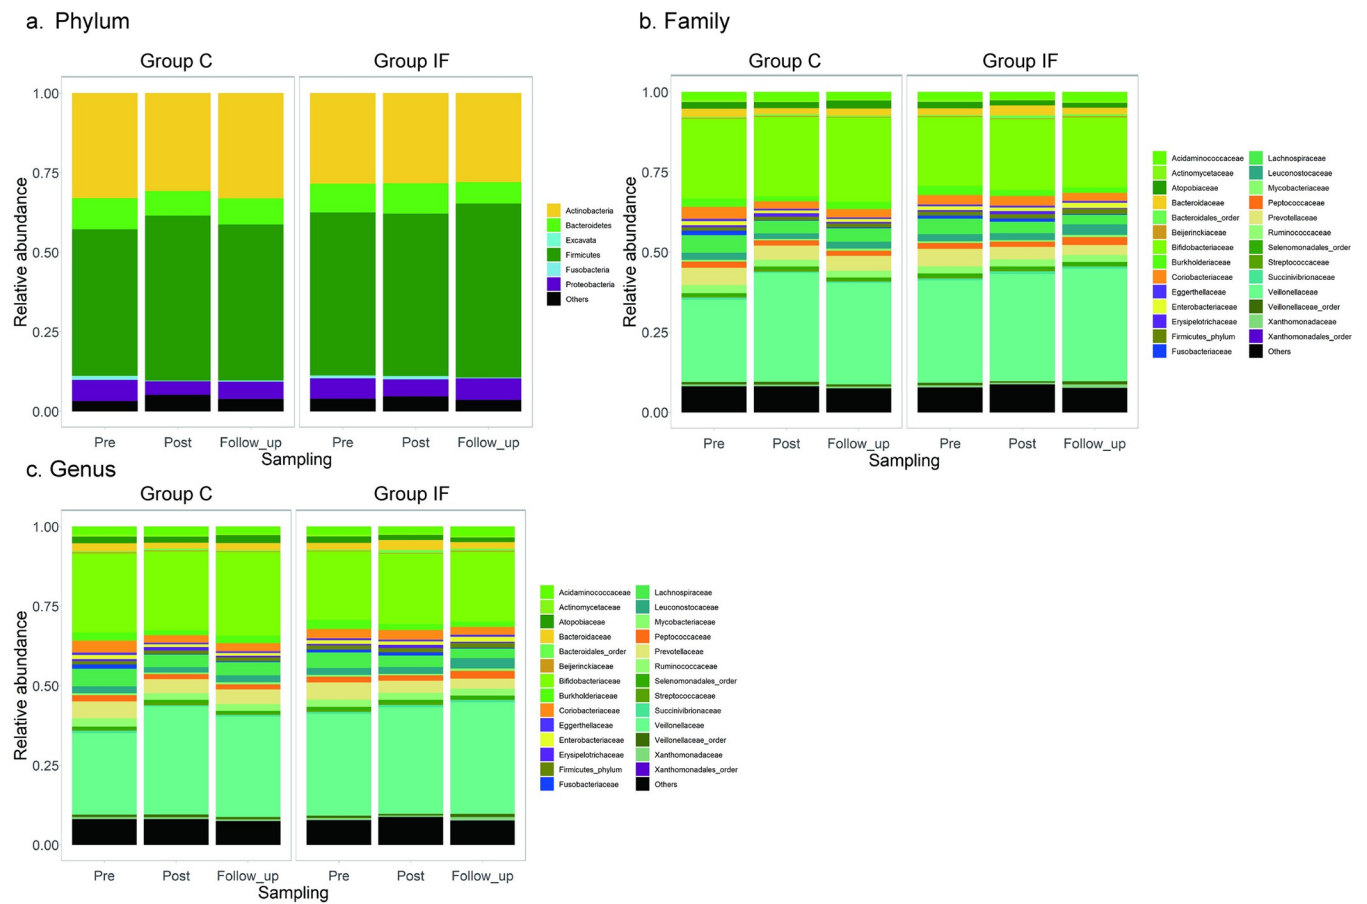 a. Phylum
Group C
Group IF
Relative abundance
1.00
0.75
0.50
0.25
0.00
Pre
Post
Follow_up
Pre
Post
Follow_up
Sampling
Actinobacteria
Bacteroidetes
Excavata
Firmicutes
Fusobacteria
Proteobacteria
Others
b. Family
Group C
Group IF
Relative abundance
1.00
0.75
0.50
0.25
0.00
Pre
Post
Follow_up
Pre
Post
Follow_up
Sampling
Acidaminococcaceae
Actinomycetaceae
Atopobiaceae
Bacteroidaceae
Bacteroidales_order
Beijerinckiaceae
Bifidobacteriaceae
Burkholderiaceae
Coriobacteriaceae
Eggerthellaceae
Enterobacteriaceae
Erysipelotrichaceae
Firmicutes_phylum
Fusobacteriaceae
Lachnospiraceae
Leuconostocaceae
Mycobacteriaceae
Peptococcaceae
Prevotellaceae
Ruminococcaceae
Selenomonadales_order
Streptococcaceae
Succinivibrionaceae
Veillonellaceae
Veillonellaceae_order
Xanthomonadaceae
Xanthomonadales_order
Others
c. Genus
Group C
Group IF
Relative abundance
1.00
0.75
0.50
0.25
0.00
Pre
Post
Follow_up
Pre
Post
Follow_up
Sampling
Acidaminococcaceae
Actinomycetaceae
Atopobiaceae
Bacteroidaceae
Bacteroidales_order
Beijerinckiaceae
Bifidobacteriaceae
Burkholderiaceae
Coriobacteriaceae
Eggerthellaceae
Enterobacteriaceae
Erysipelotrichaceae
Firmicutes_phylum
Fusobacteriaceae
Lachnospiraceae
Leuconostocaceae
Mycobacteriaceae
Peptococcaceae
Prevotellaceae
Ruminococcaceae
Selenomonadales_order
Streptococcaceae
Succinivibrionaceae
Veillonellaceae
Veillonellaceae_order
Xanthomonadaceae
Xanthomonadales_order
Others